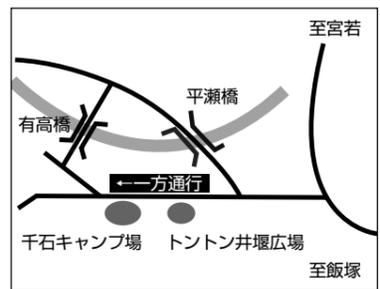 至宮若
平瀬橋
有高橋
←一方通行
千石キャンプ場
トントン井堰広場
至飯塚